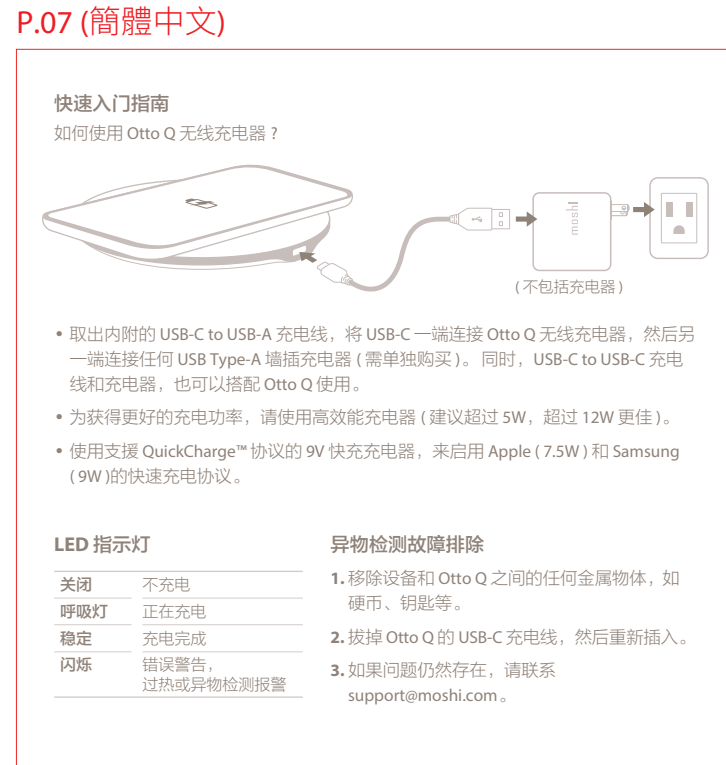 P.07 (簡體中文)
快速入门指南
如何使用 Otto Q 无线充电器 ?
moshi
( 不包括充电器 )
• 取出内附的 USB-C to USB-A 充电线，将 USB-C 一端连接 Otto Q 无线充电器，然后另
一端连接任何 USB Type-A 墙插充电器 ( 需单独购买 )。 同时，USB-C to USB-C 充电
线和充电器，也可以搭配 Otto Q 使用。
• 为获得更好的充电功率，请使用高效能充电器 ( 建议超过 5W，超过 12W 更佳 )。
• 使用支援 QuickCharge™ 协议的 9V 快充充电器，来启用 Apple ( 7.5W ) 和 Samsung
( 9W )的快速充电协议。
LED 指示灯
关闭 不充电
呼吸灯 正在充电
稳定 充电完成
闪烁 错误警告，
过热或异物检测报警
异物检测故障排除
1. 移除设备和 Otto Q 之间的任何金属物体，如
硬币、钥匙等。
2. 拔掉 Otto Q 的 USB-C 充电线，然后重新插入。
3. 如果问题仍然存在，请联系
support@moshi.com。